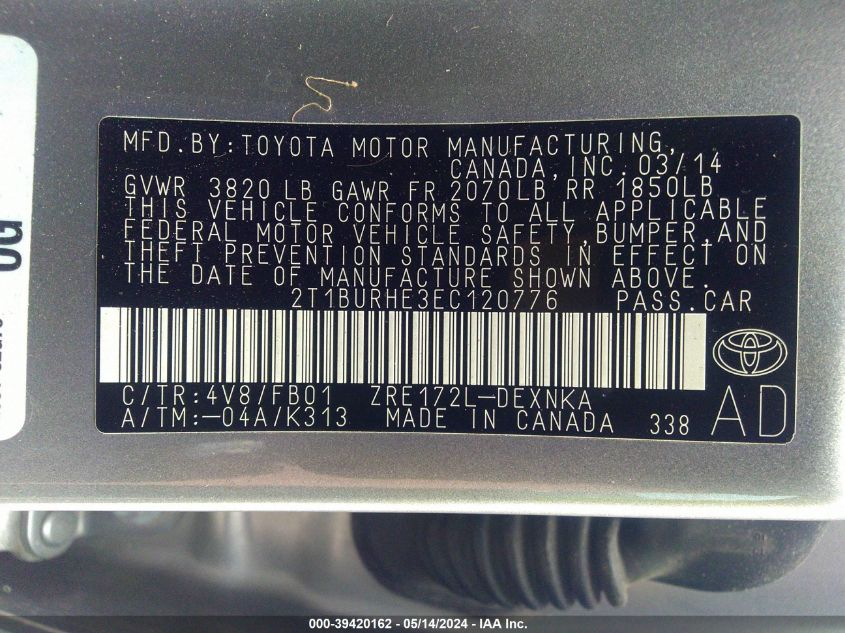 MFD.BY:TOYOTA MOTOR MANUFACTURING,
CANADA,INC.03/14
GVWR 3820LB GAWR FR 2070LB RR 1850LB
THIS VEHICLE CONFORMS TO ALL APPLICABLE
FEDERAL MOTOR VEHICLE SAFETY,BUMPER,AND
THEFT PREVENTION STANDARDS IN EFFECT ON
THE DATE OF MANUFACTURE SHOWN ABOVE.
2T1BURHE3EC120776 PASS.CAR
C/TR:4V8/FB01 ZRE172L-DEXNKA
A/TM:-04A/K313 MADE IN CANADA 338
AD
000-39420162 - 05/14/2024 - IAA Inc.